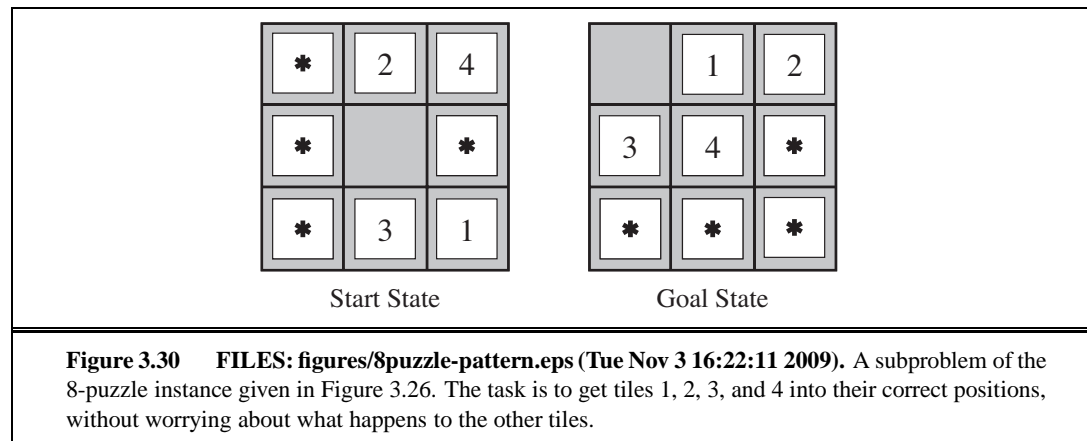 * 2 4
* *
* 3 1
Start State
1 2
3 4 *
* * *
Goal State
Figure 3.30 FILES: figures/8puzzle-pattern.eps (Tue Nov 3 16:22:11 2009). A subproblem of the
8-puzzle instance given in Figure 3.26. The task is to get tiles 1, 2, 3, and 4 into their correct positions,
without worrying about what happens to the other tiles.